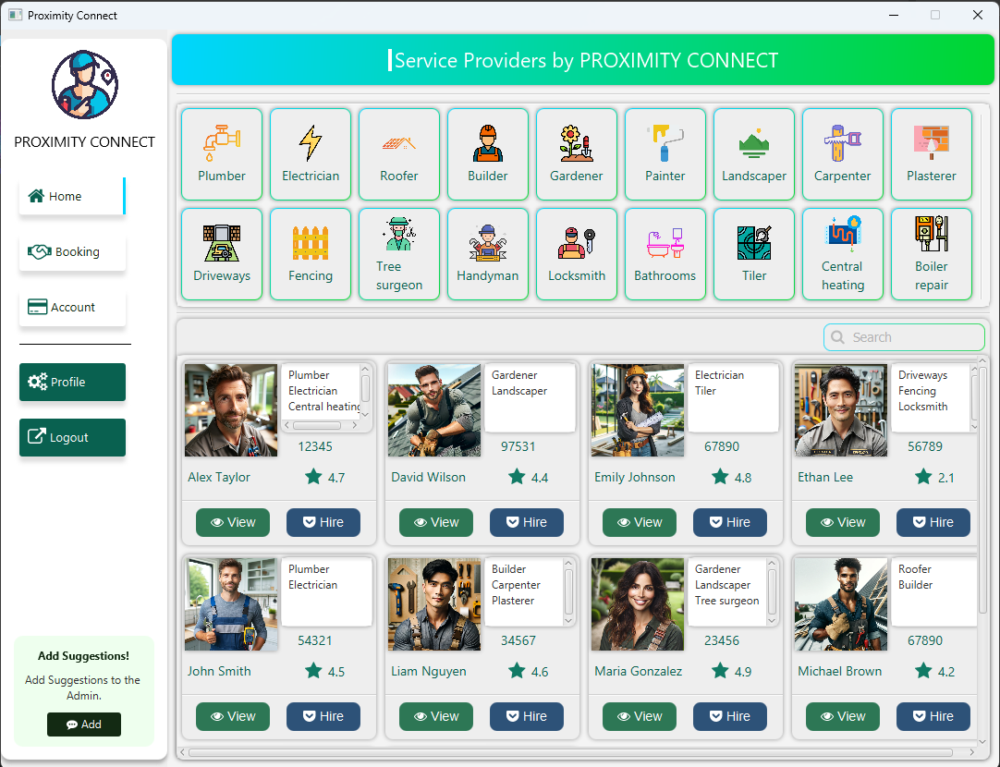 Proximity Connect
Service Providers by PROXIMITY CONNECT
PROXIMITY CONNECT
Home
Booking
Account
Profile
Logout
Add Suggestions!
Add Suggestions to the
Admin.
Add
Plumber
Electrician
Roofer
Builder
Gardener
Painter
Landscaper
Carpenter
Plasterer
Driveways
Fencing
Tree
surgeon
Handyman
Locksmith
Bathrooms
Tiler
Central
heating
Boiler
repair
Search
Plumber
Electrician
Central heating
12345
Alex Taylor
4.7
View
Hire
Gardener
Landscaper
97531
David Wilson
4.4
View
Hire
Electrician
Tiler
67890
Emily Johnson
4.8
View
Hire
Driveways
Fencing
Locksmith
56789
Ethan Lee
2.1
View
Hire
Plumber
Electrician
54321
John Smith
4.5
View
Hire
Builder
Carpenter
Plasterer
34567
Liam Nguyen
4.6
View
Hire
Gardener
Landscaper
Tree surgeon
23456
Maria Gonzalez
4.9
View
Hire
Roofer
Builder
67890
Michael Brown
4.2
View
Hire